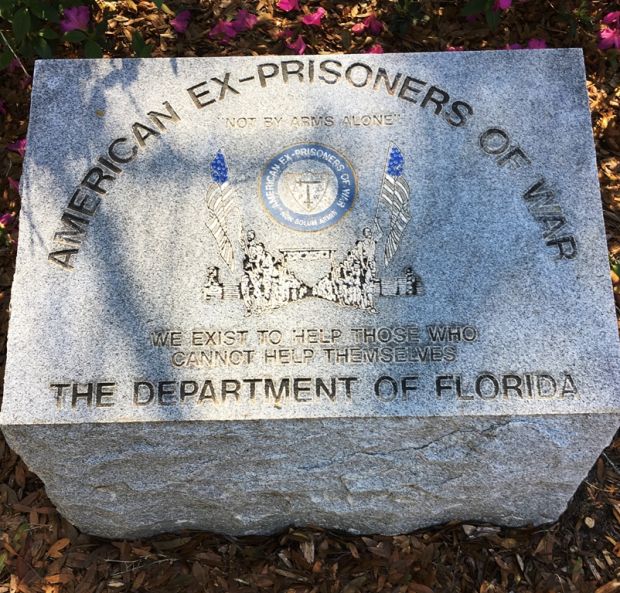 AMERICAN EX-PRISONERS OF WAR
"NOT BY ARMS ALONE"
AMERICAN EX-PRISONERS OF WAR
NON SOLUM ARMIS
WE EXIST TO HELP THOSE WHO
CANNOT HELP THEMSELVES
THE DEPARTMENT OF FLORIDA